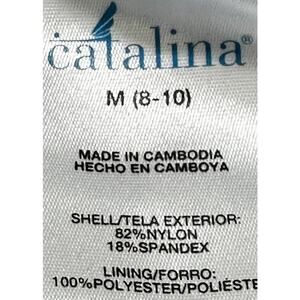 catalina®
M (8-10)
MADE IN CAMBODIA
HECHO EN CAMBOYA
SHELL/TELA EXTERIOR:
82%NYLON
18%SPANDEX
LINING/FORRO:
100%POLYESTER/POLIÉSTE